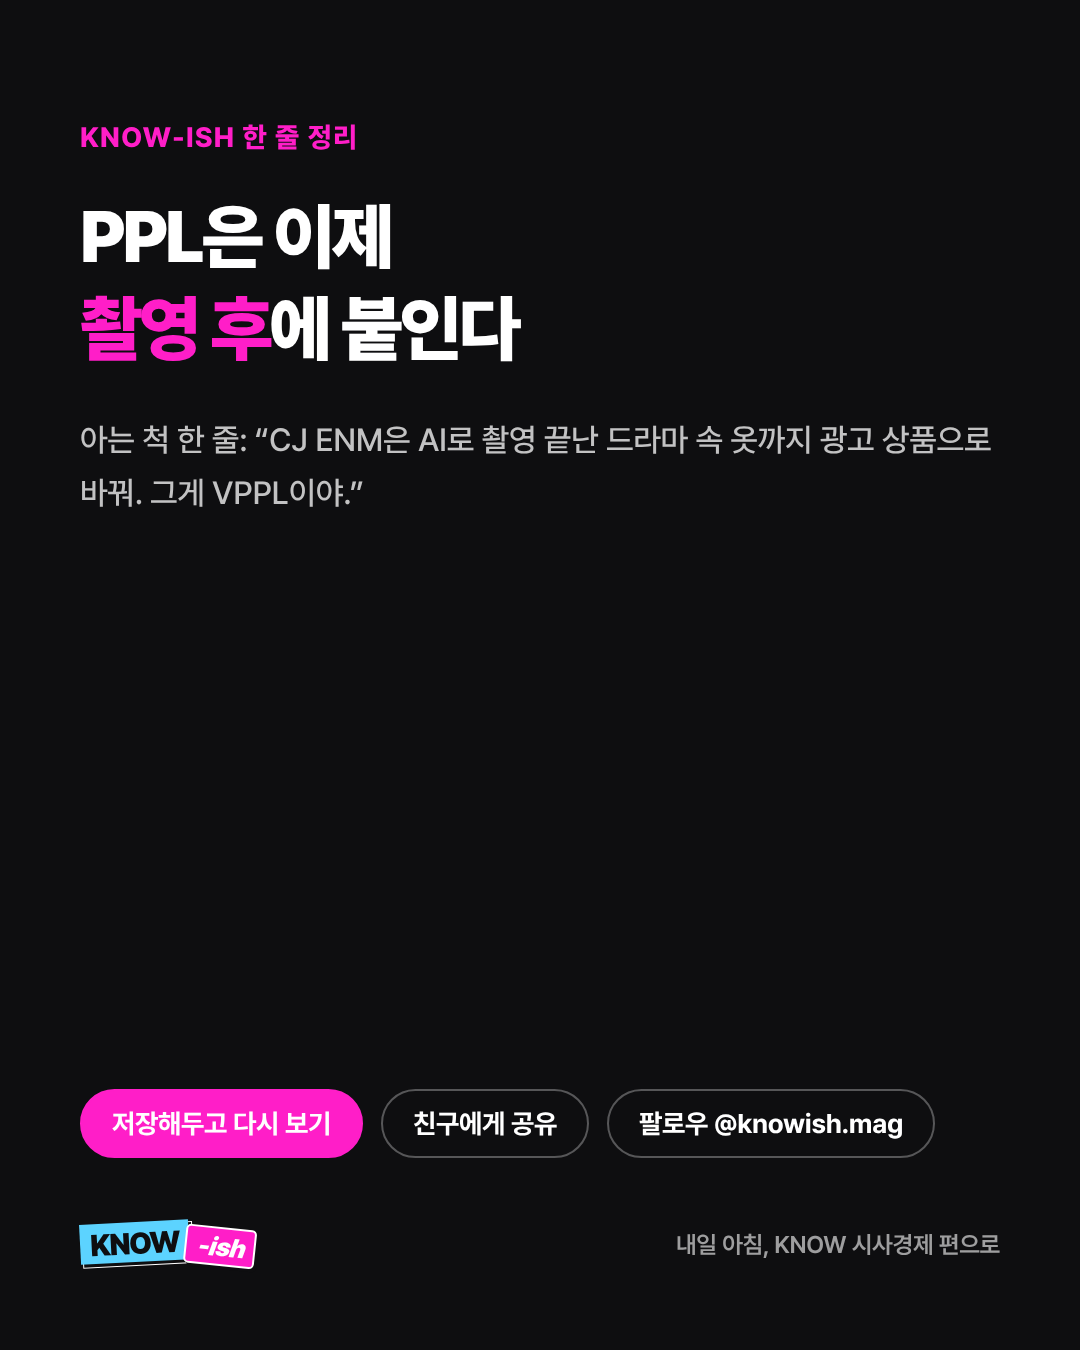 KNOW-ISH 한 줄 정리
PPL은 이제
촬영 후에 붙인다
아는 척 한 줄: “CJ ENM은 AI로 촬영 끝난 드라마 속 옷까지 광고 상품으로
바꿔. 그게 VPPL이야.”
저장해두고 다시 보기
친구에게 공유
팔로우 @knowish.mag
KNOW -ish
내일 아침, KNOW 시사경제 편으로